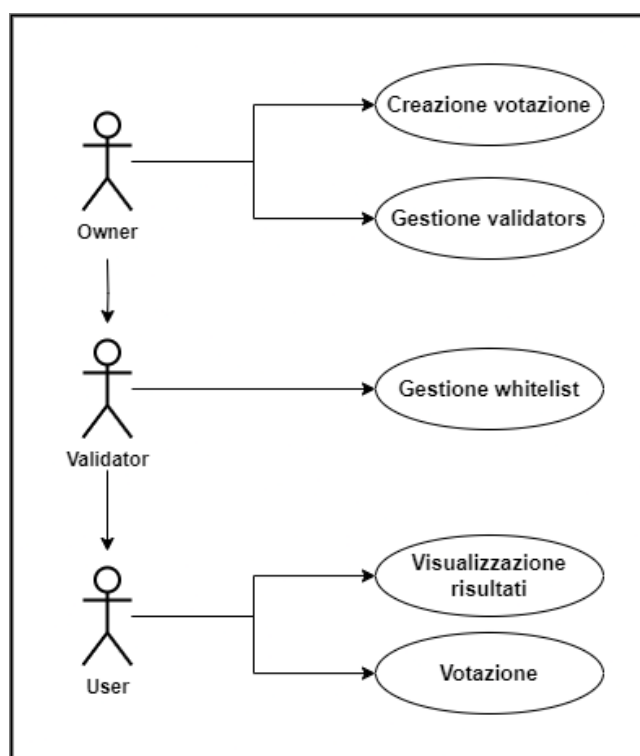 Creazione votazione
Owner
Gestione validators
Validator
Gestione whitelist
Visualizzazione
risultati
User
Votazione